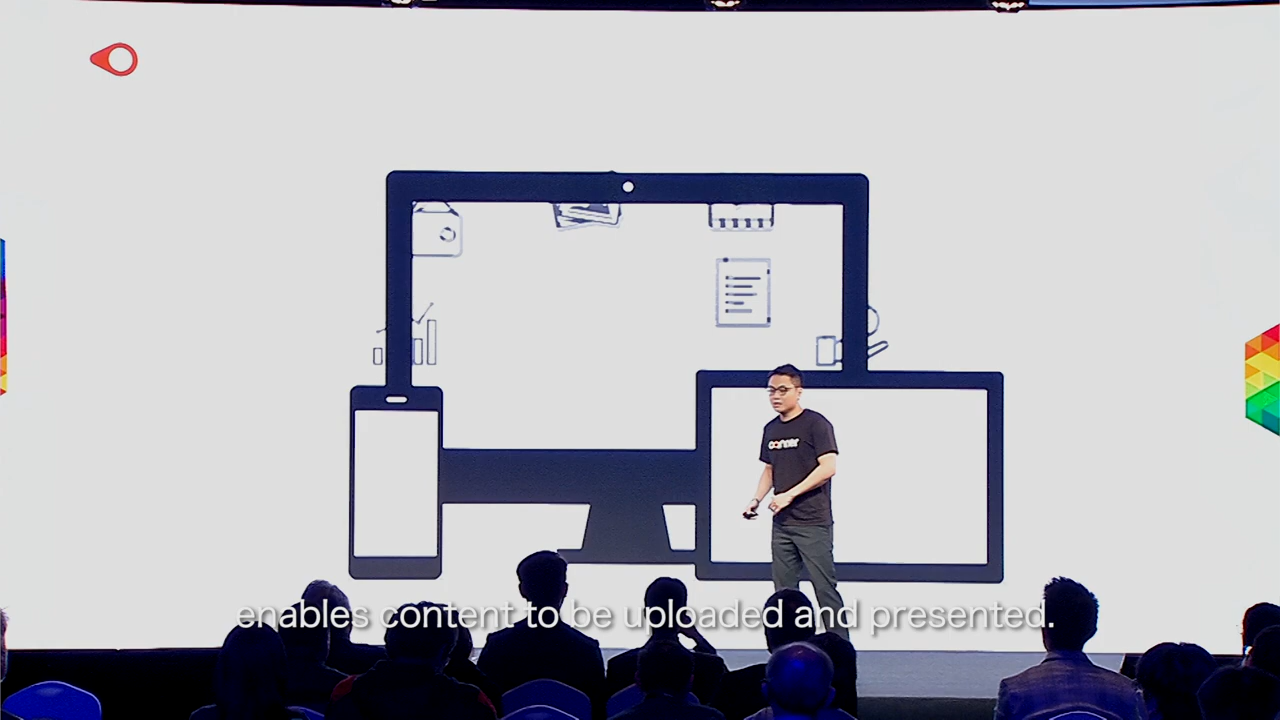 enables content to be uploaded and presented.